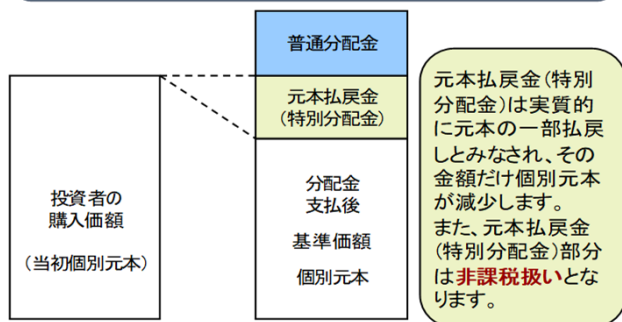 普通分配金
元本払戻金
(特別分配金)
投資者の
購入価額
(当初個別元本)
分配金
支払後
基準価額
個別元本
元本払戻金(特別
分配金)は実質的
に元本の一部払戻
しとみなされ、その
金額だけ個別元本
が減少します。
また、元本払戻金
(特別分配金)部分
は非課税扱いとな
ります。